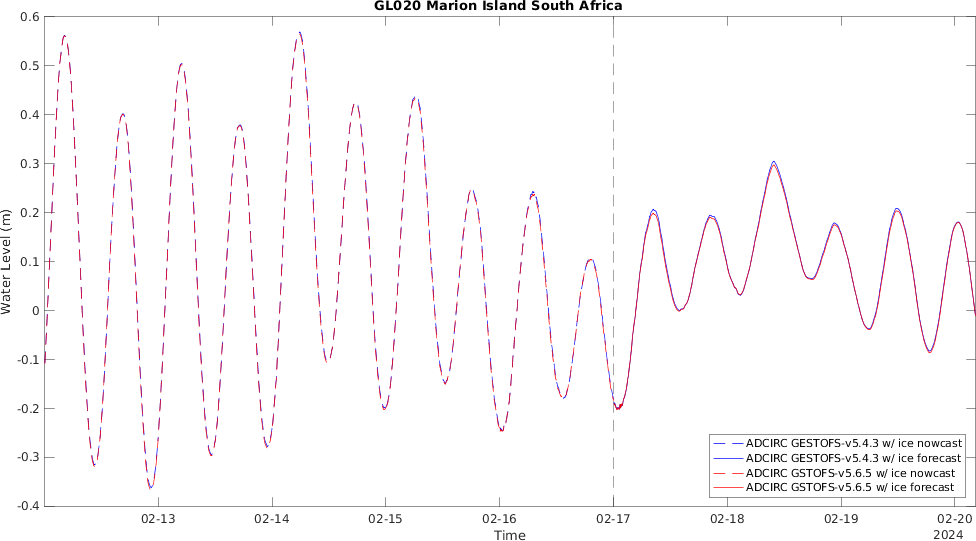 GL020 Marion Island South Africa
0.6
0.5
0.4
0.3
0.2
0.1
0
-0.1
-0.2
-0.3
-0.4
Water Level (m)
ADCIRC GESTOFS-v5.4.3 w/ ice nowcast
ADCIRC GESTOFS-v5.4.3 w/ ice forecast
ADCIRC GSTOFS-v5.6.5 w/ ice nowcast
ADCIRC GSTOFS-v5.6.5 w/ ice forecast
02-13 02-14 02-15 02-16 02-17 02-18 02-19 02-20
Time 2024